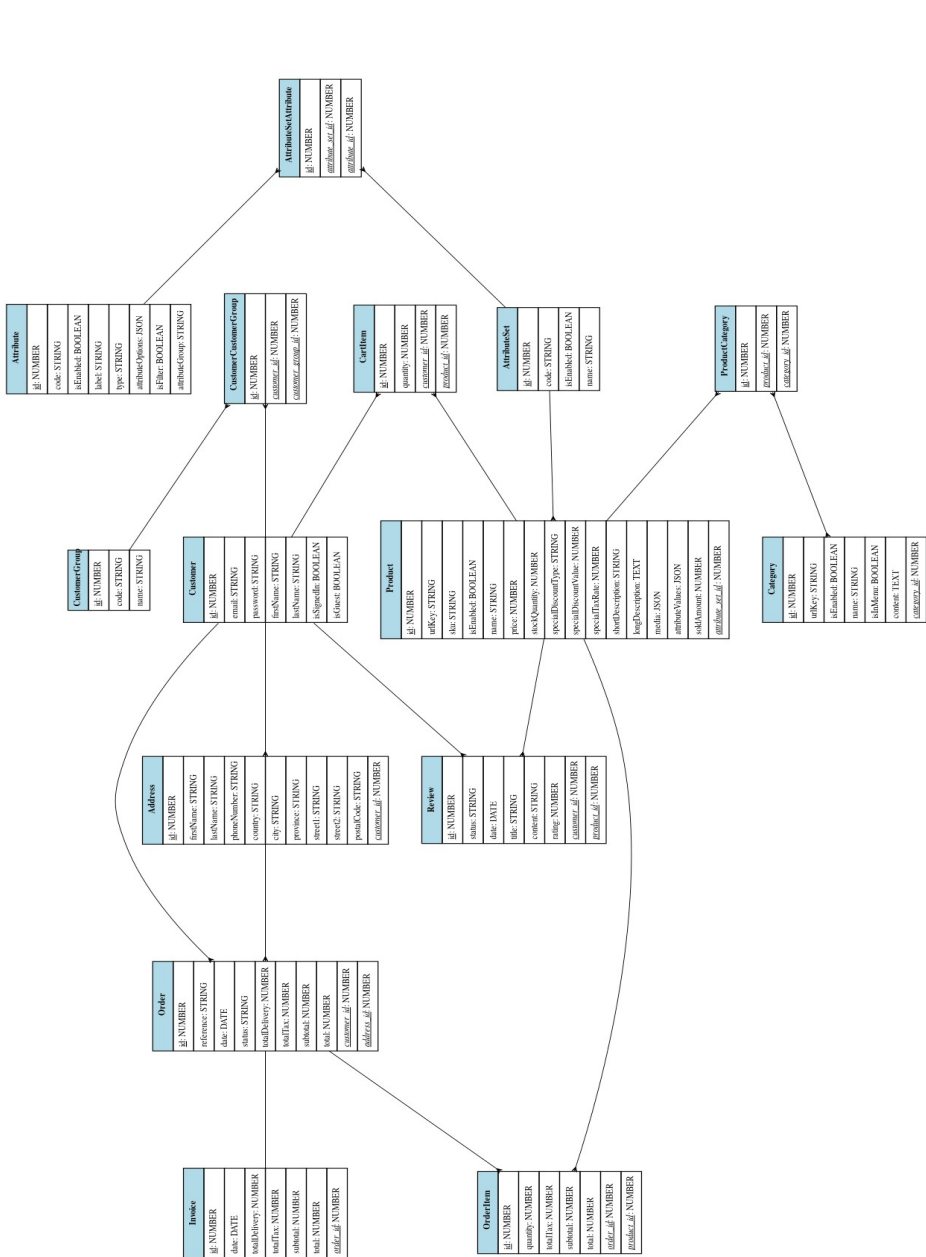 AttributeSetAttribute
id: NUMBER
attribute_set_id: NUMBER
attribute_id: NUMBER
Attribute
id: NUMBER
code: STRING
isEnabled: BOOLEAN
label: STRING
type: STRING
attributeOptions: JSON
isFilter: BOOLEAN
attributeGroup: STRING
CustomerCustomerGroup
id: NUMBER
customer_id: NUMBER
customer_group_id: NUMBER
CartItem
id: NUMBER
quantity: NUMBER
customer_id: NUMBER
product_id: NUMBER
AttributeSet
id: NUMBER
code: STRING
isEnabled: BOOLEAN
name: STRING
ProductCategory
id: NUMBER
product_id: NUMBER
category_id: NUMBER
CustomerGroup
id: NUMBER
code: STRING
name: STRING
Customer
id: NUMBER
email: STRING
password: STRING
firstName: STRING
lastName: STRING
isSignedIn: BOOLEAN
isGuest: BOOLEAN
Product
id: NUMBER
urlKey: STRING
sku: STRING
isEnabled: BOOLEAN
name: STRING
price: NUMBER
stockQuantity: NUMBER
specialDiscountType: STRING
specialDiscountValue: NUMBER
specialTaxRate: NUMBER
shortDescription: STRING
longDescription: TEXT
media: JSON
attributeValues: JSON
soldAmount: NUMBER
attribute_set_id: NUMBER
Category
id: NUMBER
urlKey: STRING
isEnabled: BOOLEAN
name: STRING
isInMenu: BOOLEAN
content: TEXT
category_id: NUMBER
Address
id: NUMBER
firstName: STRING
lastName: STRING
phoneNumber: STRING
country: STRING
city: STRING
province: STRING
street1: STRING
street2: STRING
postalCode: STRING
customer_id: NUMBER
Review
id: NUMBER
status: STRING
date: DATE
title: STRING
content: STRING
rating: NUMBER
customer_id: NUMBER
product_id: NUMBER
Order
id: NUMBER
reference: STRING
date: DATE
status: STRING
totalDelivery: NUMBER
totalTax: NUMBER
subtotal: NUMBER
total: NUMBER
customer_id: NUMBER
address_id: NUMBER
Invoice
id: NUMBER
date: DATE
totalDelivery: NUMBER
totalTax: NUMBER
subtotal: NUMBER
total: NUMBER
order_id: NUMBER
OrderItem
id: NUMBER
quantity: NUMBER
totalTax: NUMBER
subtotal: NUMBER
total: NUMBER
order_id: NUMBER
product_id: NUMBER